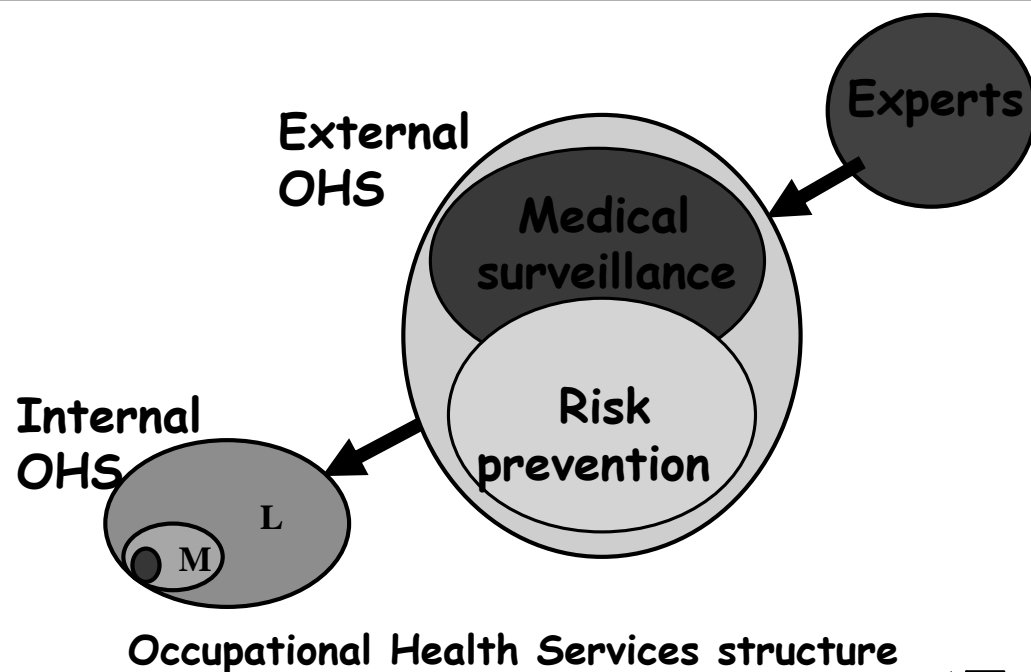 Experts
External
OHS
Medical
surveillance
Risk
prevention
Internal
OHS
L
M
Occupational Health Services structure